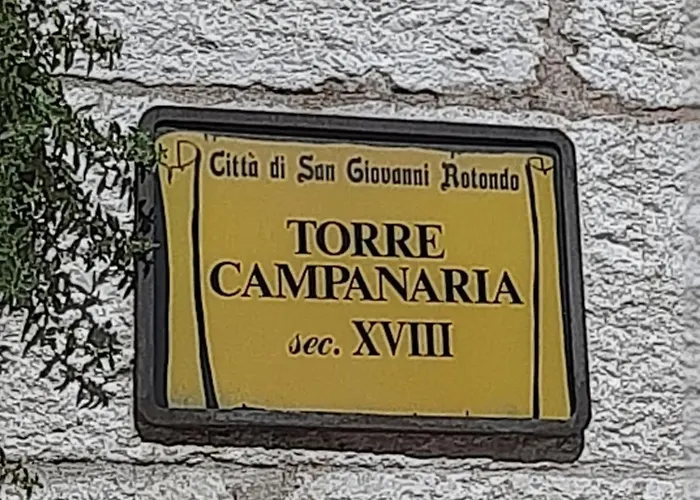 Città di San Giovanni Rotondo
TORRE
CAMPANARIA
sec. XVIII